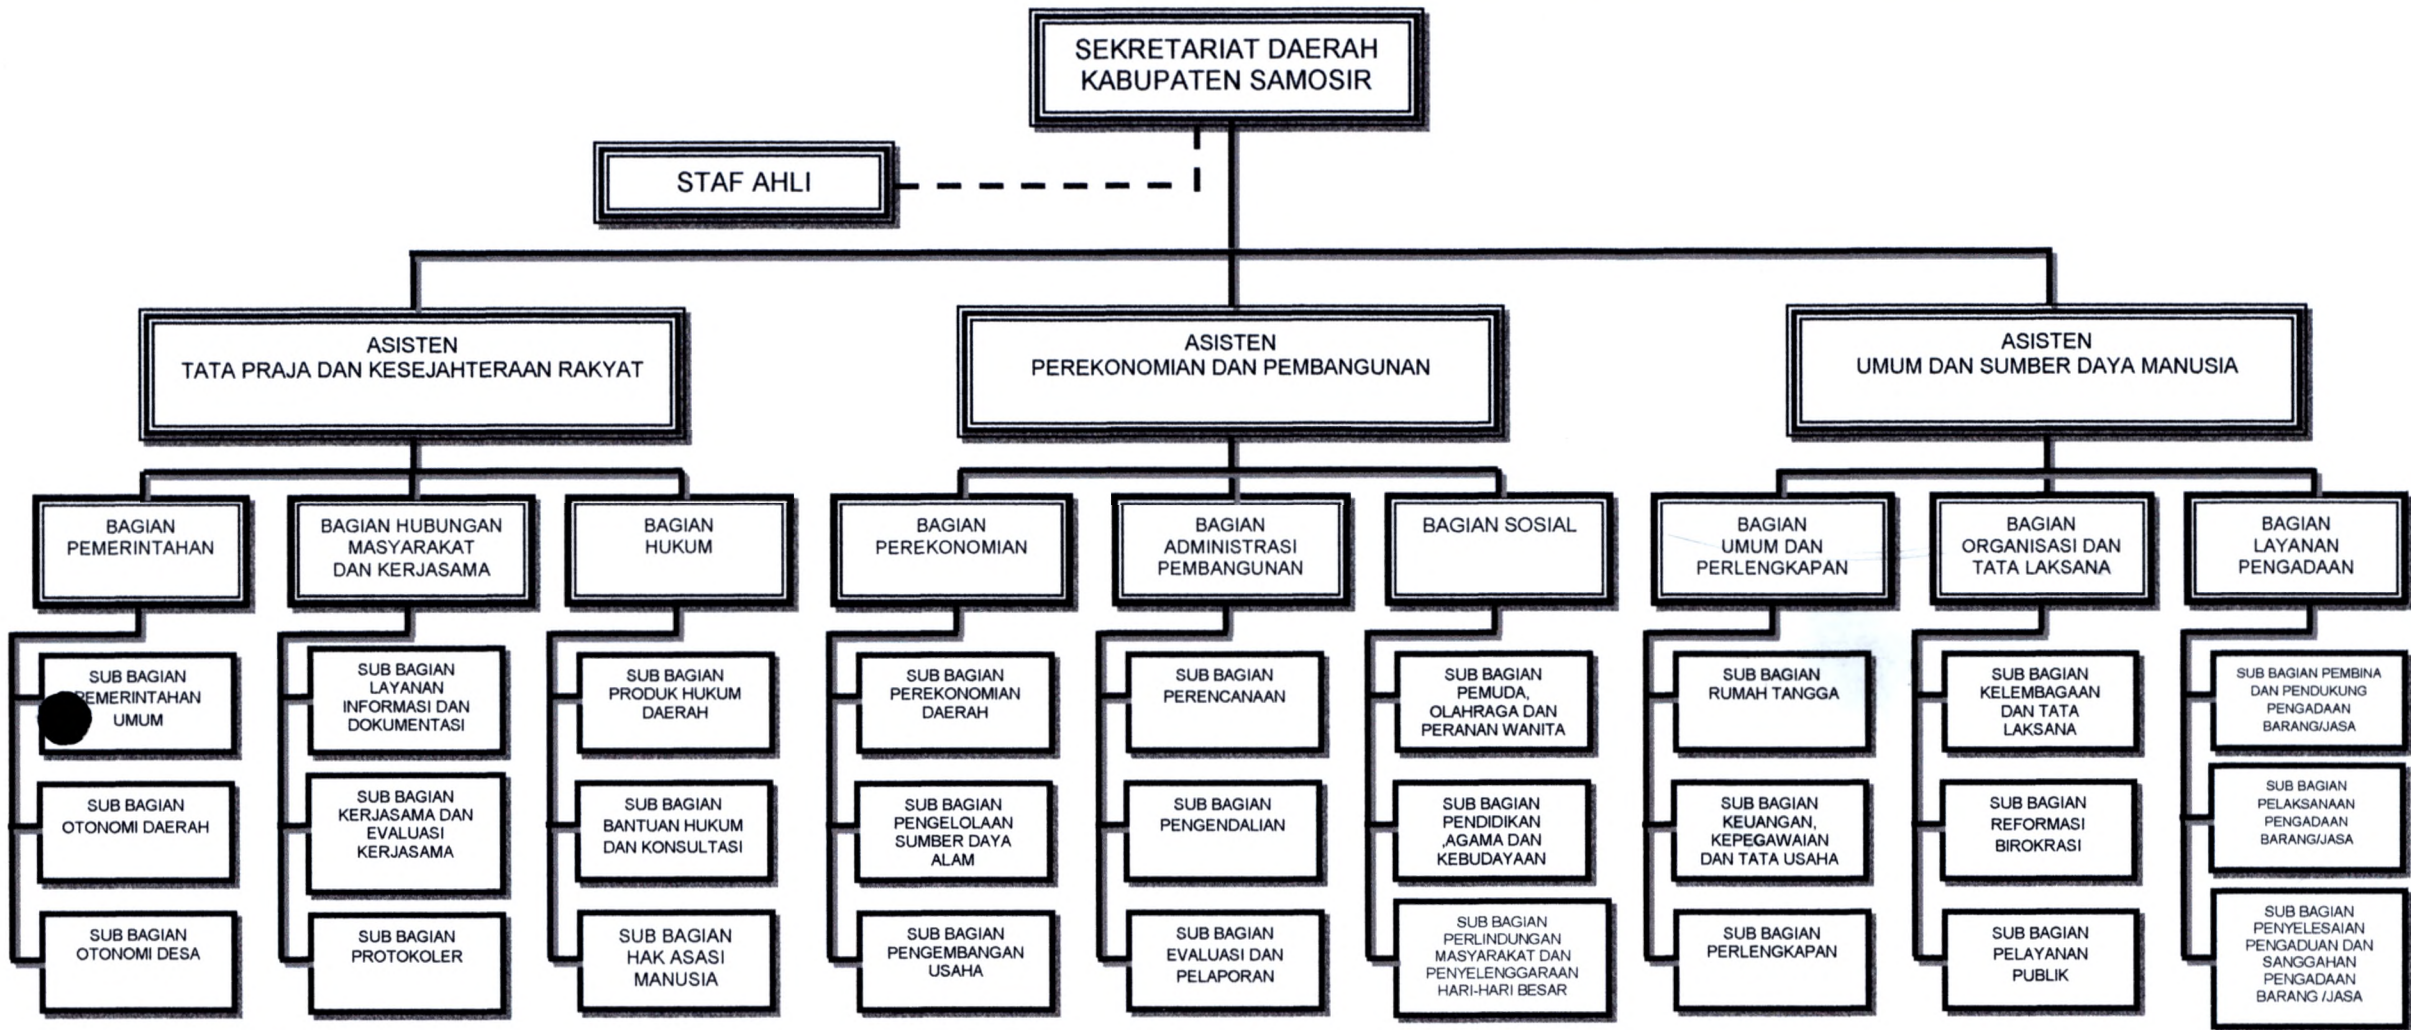 SEKRETARIAT DAERAH
KABUPATEN SAMOSIR
STAF AHLI
ASISTEN
TATA PRAJA DAN KESEJAHTERAAN RAKYAT
ASISTEN
PEREKONOMIAN DAN PEMBANGUNAN
ASISTEN
UMUM DAN SUMBER DAYA MANUSIA
BAGIAN
PEMERINTAHAN
BAGIAN HUBUNGAN
MASYARAKAT
DAN KERJASAMA
BAGIAN
HUKUM
BAGIAN
PEREKONOMIAN
BAGIAN
ADMINISTRASI
PEMBANGUNAN
BAGIAN SOSIAL
BAGIAN
UMUM DAN
PERLENGKAPAN
BAGIAN
ORGANISASI DAN
TATA LAKSANA
BAGIAN
LAYANAN
PENGADAAN
SUB BAGIAN
PEMERINTAHAN
UMUM
SUB BAGIAN
LAYANAN
INFORMASI DAN
DOKUMENTASI
SUB BAGIAN
PRODUK HUKUM
DAERAH
SUB BAGIAN
PEREKONOMIAN
DAERAH
SUB BAGIAN
PERENCANAAN
SUB BAGIAN
PEMUDA,
OLAHRAGA DAN
PERANAN WANITA
SUB BAGIAN
RUMAH TANGGA
SUB BAGIAN
KELEMBAGAAN
DAN TATA
LAKSANA
SUB BAGIAN PEMBINA
DAN PENDUKUNG
PENGADAAN
BARANG/JASA
SUB BAGIAN
OTONOMI DAERAH
SUB BAGIAN
KERJASAMA DAN
EVALUASI
KERJASAMA
SUB BAGIAN
BANTUAN HUKUM
DAN KONSULTASI
SUB BAGIAN
PENGELOLAAN
SUMBER DAYA
ALAM
SUB BAGIAN
PENGENDALIAN
SUB BAGIAN
PENDIDIKAN
,AGAMA DAN
KEBUDAYAAN
SUB BAGIAN
KEUANGAN,
KEPEGAWAIAN
DAN TATA USAHA
SUB BAGIAN
REFORMASI
BIROKRASI
SUB BAGIAN
PELAKSANAAN
PENGADAAN
BARANG/JASA
SUB BAGIAN
OTONOMI DESA
SUB BAGIAN
PROTOKOLER
SUB BAGIAN
HAK ASASI
MANUSIA
SUB BAGIAN
PENGEMBANGAN
USAHA
SUB BAGIAN
EVALUASI DAN
PELAPORAN
SUB BAGIAN
PERLINDUNGAN
MASYARAKAT DAN
PENYELENGGARAAN
HARI-HARI BESAR
SUB BAGIAN
PERLENGKAPAN
SUB BAGIAN
PELAYANAN
PUBLIK
SUB BAGIAN
PENYELESAIAN
PENGADUAN DAN
SANGGAHAN
PENGADAAN
BARANG /JASA